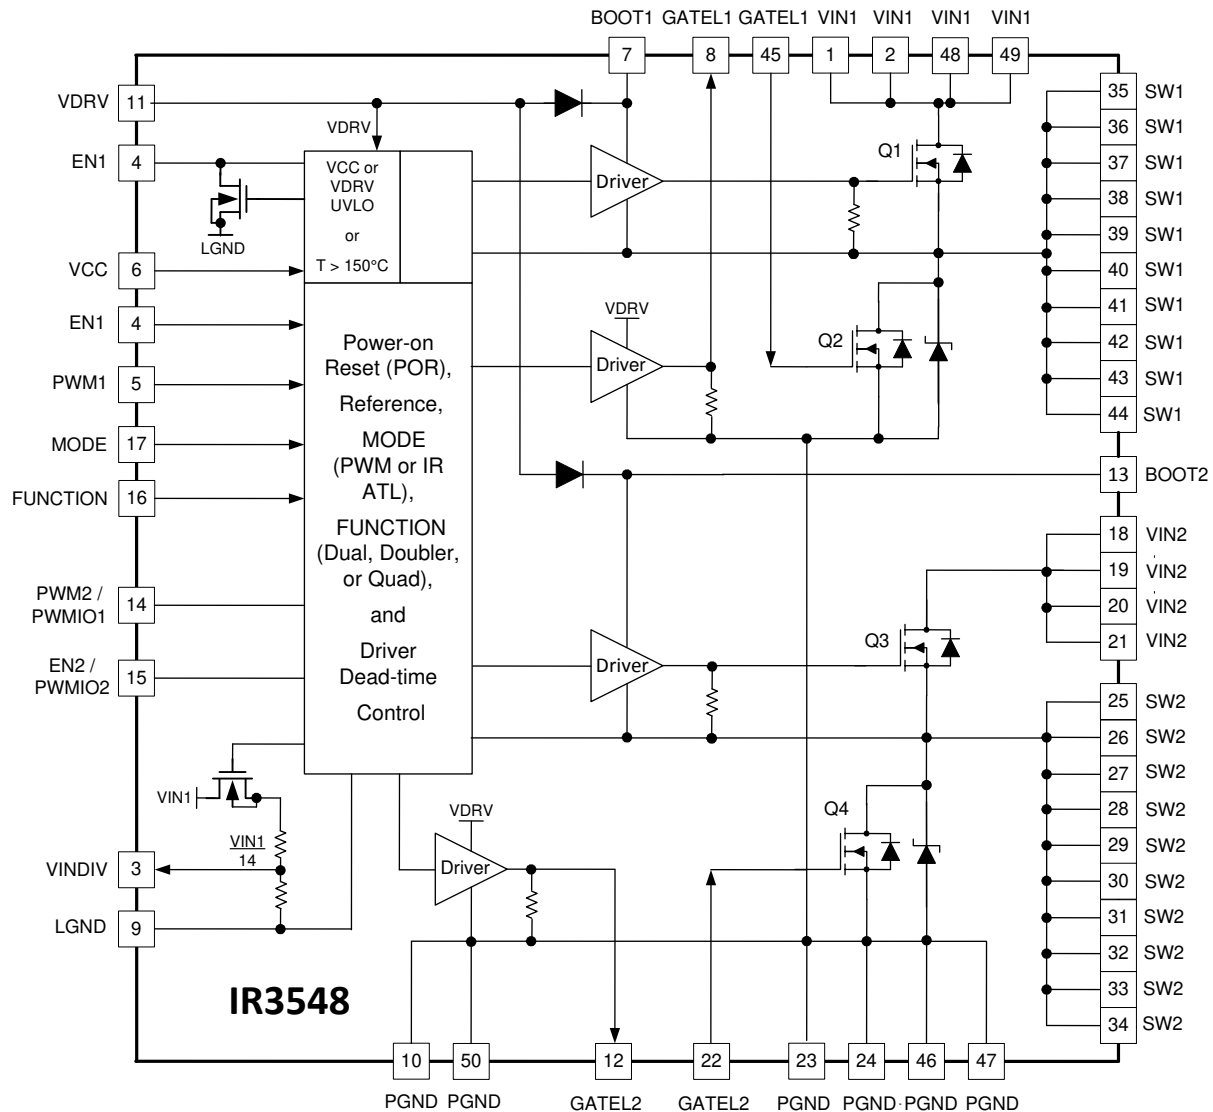 BOOT1 GATEL1 GATEL1 VIN1 VIN1 VIN1 VIN1
7 8 45 1 2 48 49
VDRV 11
EN1 4
VCC 6
EN1 4
PWM1 5
MODE 17
FUNCTION 16
PWM2 /
PWMIO1
14
EN2 /
PWMIO2
15
VINDIV 3
LGND 9
LGND
VDRV
VCC or
VDRV
UVLO
or
T > 150°C
Power-on
Reset (POR),
Reference,
MODE
(PWM or IR
ATL),
FUNCTION
(Dual, Doubler,
or Quad),
and
Driver
Dead-time
Control
VIN1
VIN1
14
Driver
VDRV
Driver
Driver
VDRV
Driver
Q1
Q2
Q3
Q4
35 SW1
36 SW1
37 SW1
38 SW1
39 SW1
40 SW1
41 SW1
42 SW1
43 SW1
44 SW1
13 BOOT2
18 VIN2
19 VIN2
20 VIN2
21 VIN2
25 SW2
26 SW2
27 SW2
28 SW2
29 SW2
30 SW2
31 SW2
32 SW2
33 SW2
34 SW2
IR3548
10 50 12 22 23 24 46 47
PGND PGND GATEL2 GATEL2 PGND PGND PGND PGND